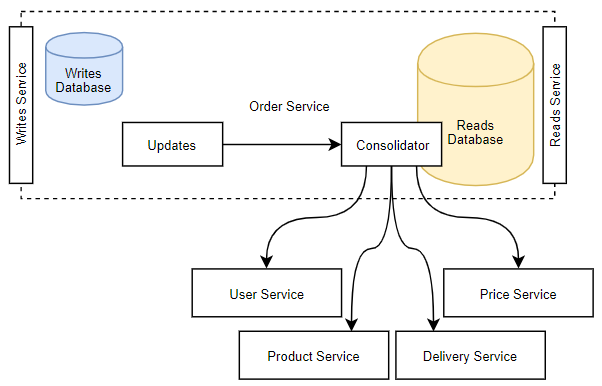 Writes Service
Writes
Database
Order Service
Updates
Consolidator
Reads
Database
Reads Service
User Service
Price Service
Product Service
Delivery Service